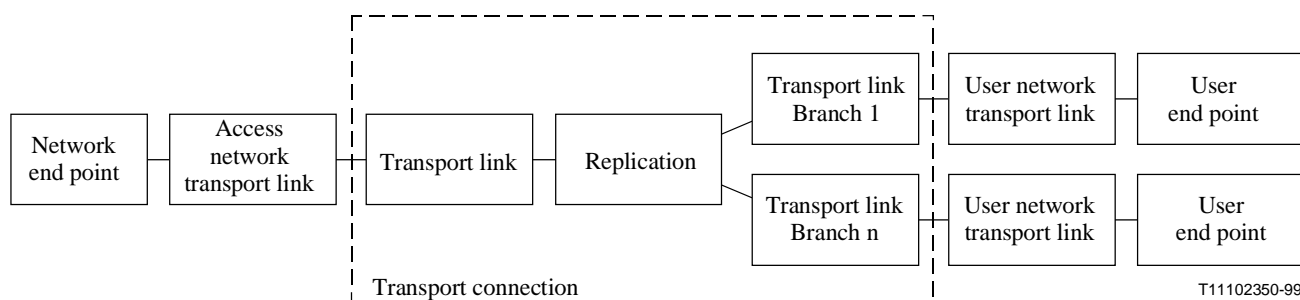 Network
end point
Access
network
transport link
Transport link
Replication
Transport link
Branch 1
User network
transport link
User
end point
Transport link
Branch n
User network
transport link
User
end point
Transport connection
T11102350-99